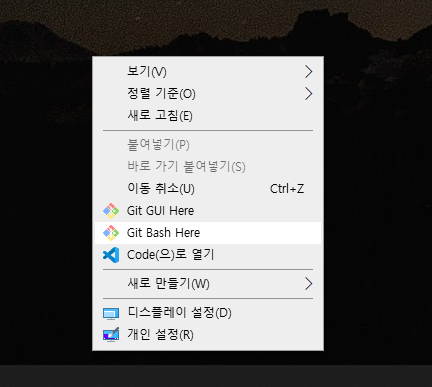 보기(V)
정렬 기준(O)
새로 고침(E)
붙여넣기(P)
바로 가기 붙여넣기(S)
이동 취소(U) Ctrl+Z
Git GUI Here
Git Bash Here
Code(으)로 열기
새로 만들기(W)
디스플레이 설정(D)
개인 설정(R)